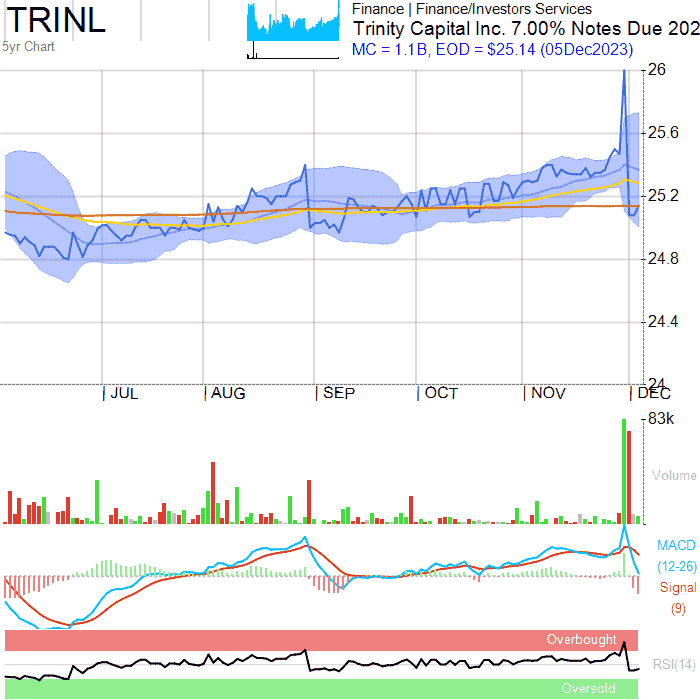 TRINL
5yr Chart
Finance | Finance/Investors Services
Trinity Capital Inc. 7.00% Notes Due 202
MC = 1.1B, EOD = $25.14 (05Dec2023)
26
25.6
25.2
24.8
24.4
24
JUL AUG SEP OCT NOV DEC
83k
Volume
MACD
(12-26)
Signal
(9)
Overbought
RSI(14)
Oversold